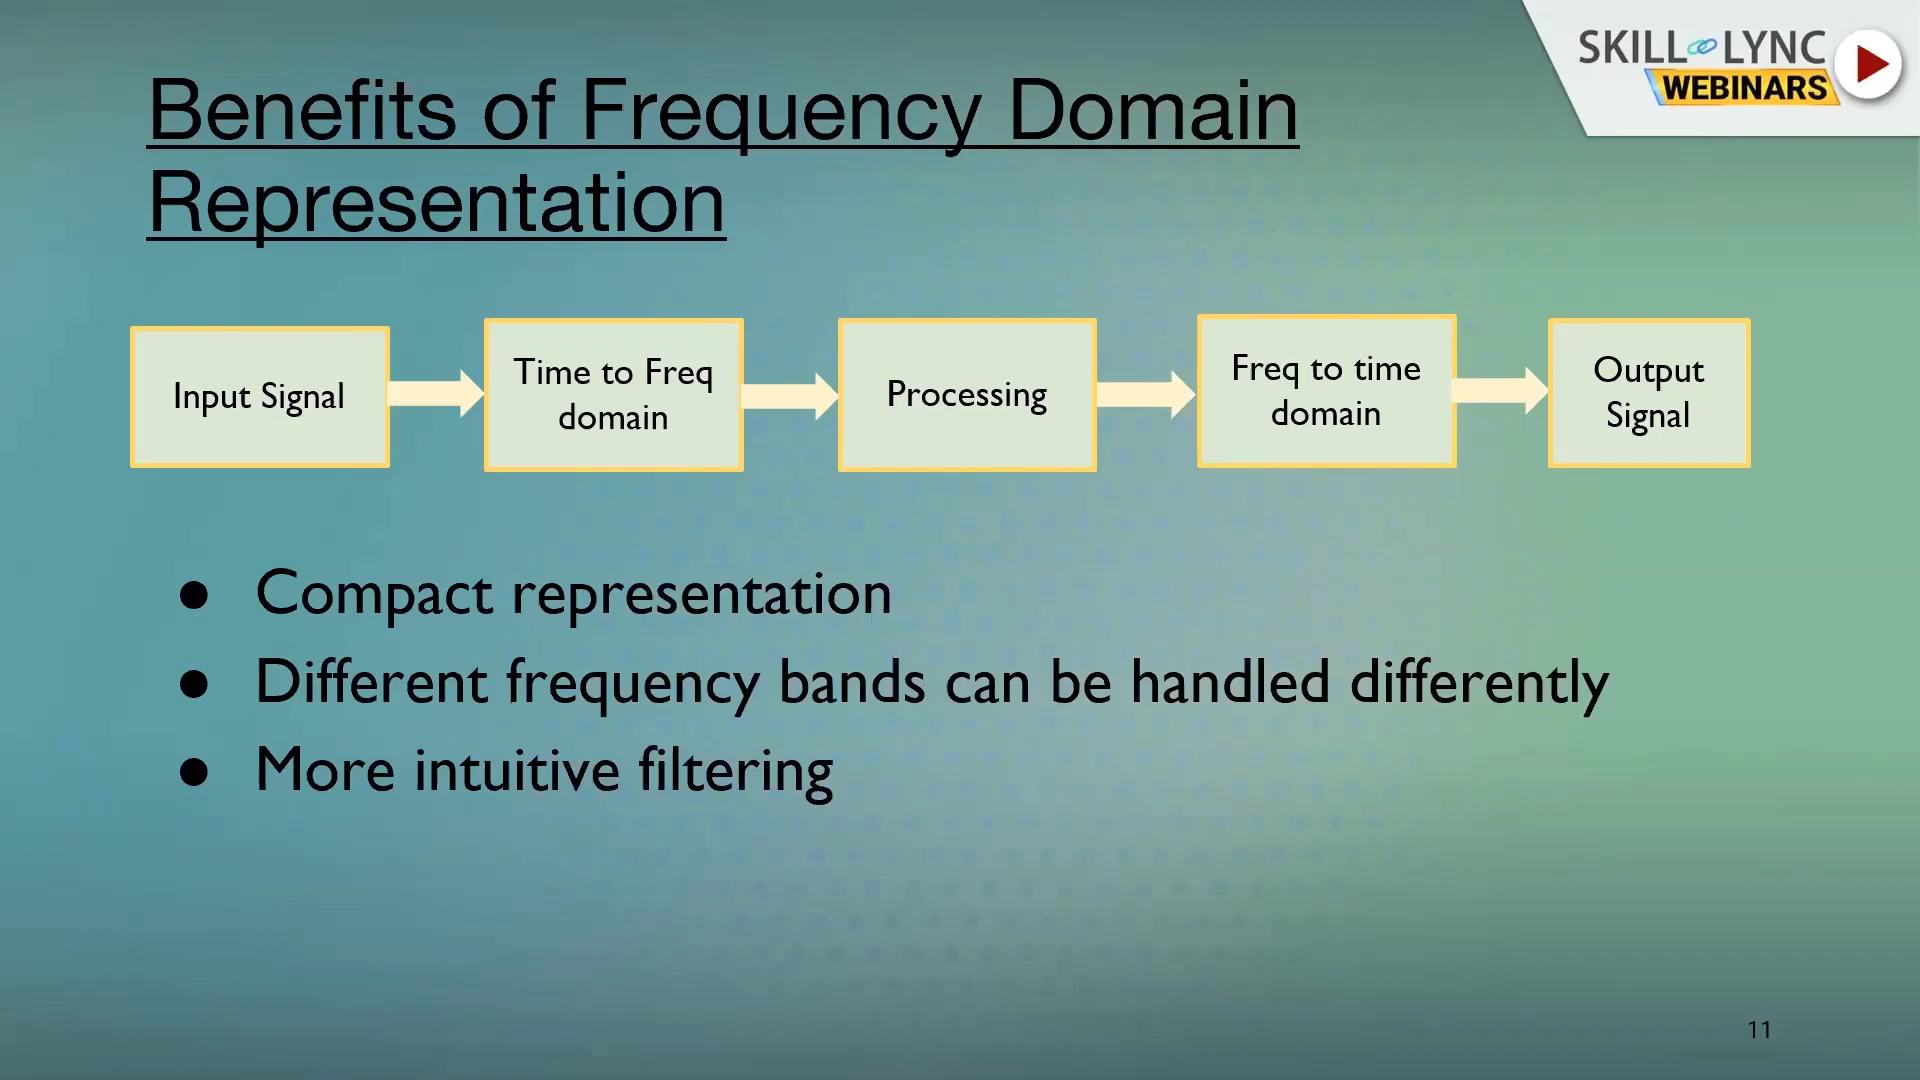 SKILL LYNC
WEBINARS
Benefits of Frequency Domain
Representation
Input Signal
Time to Freq
domain
Processing
Freq to time
domain
Output
Signal
● Compact representation
● Different frequency bands can be handled differently
● More intuitive filtering
11